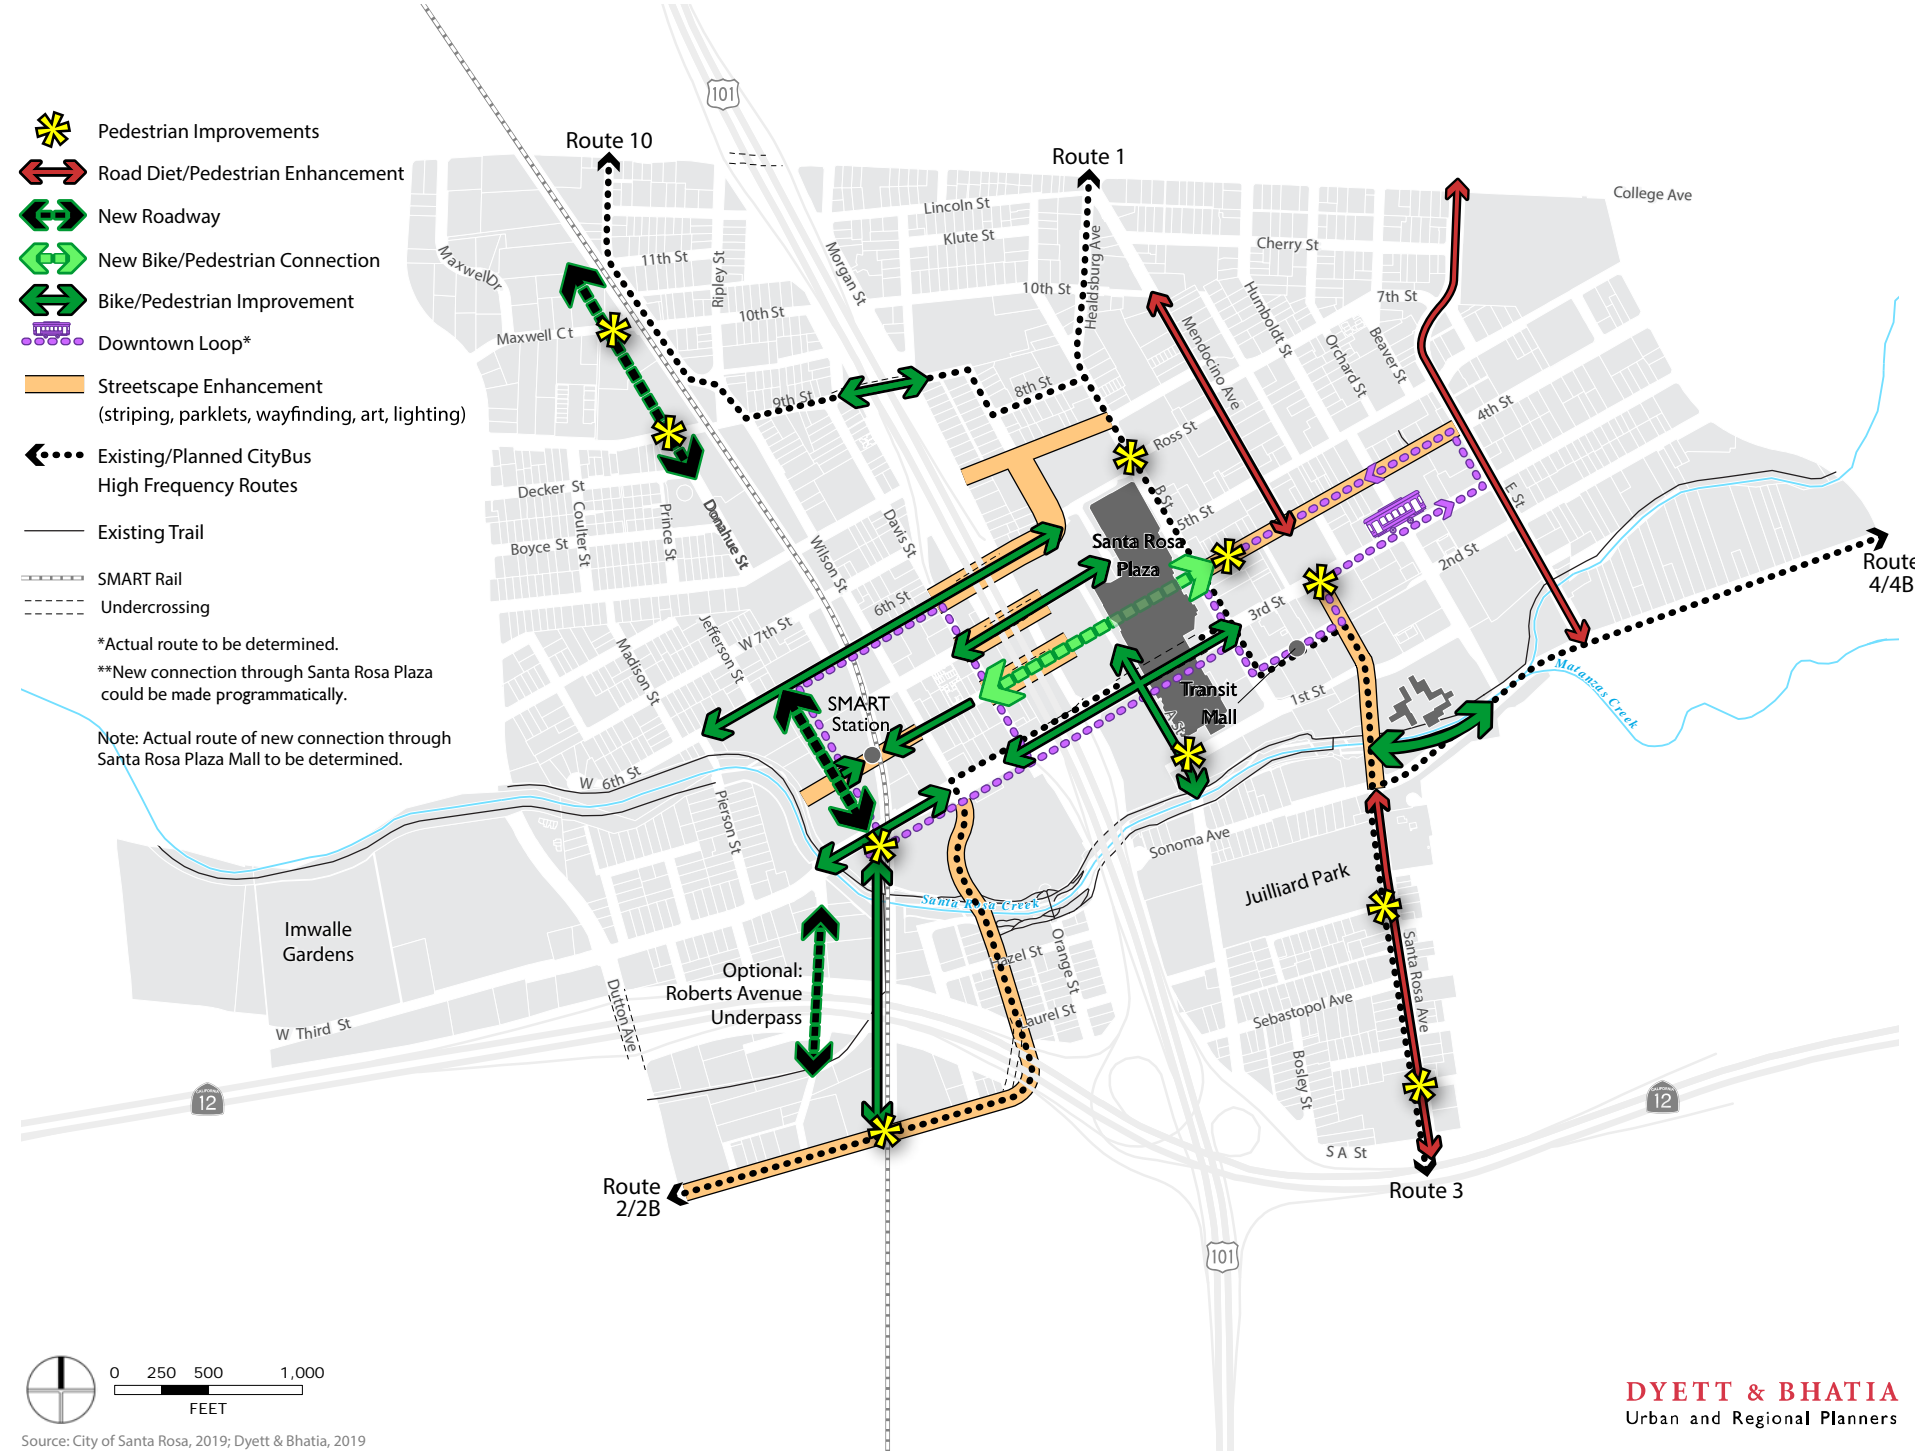 Pedestrian Improvements
Road Diet/Pedestrian Enhancement
New Roadway
New Bike/Pedestrian Connection
Bike/Pedestrian Improvement
Downtown Loop*
Streetscape Enhancement
(striping, parklets, wayfinding, art, lighting)
Existing/Planned CityBus
High Frequency Routes
Existing Trail
SMART Rail
Undercrossing
*Actual route to be determined.
**New connection through Santa Rosa Plaza
could be made programmatically.
Note: Actual route of new connection through
Santa Rosa Plaza Mall to be determined.
101
Route 10
Route 1
College Ave
Lincoln St
Klute St
Cherry St
Maxwell Dr
11th St
Ripley St
Morgan St
Healdsburg Ave
10th St
10th St
7th St
Humboldt St
Maxwell Ct
Mendocino Ave
Orchard St
Beaver St
9th St
8th St
4th St
Ross St
Decker St
Coulter St
Prince St
Donahue St
B St
5th St
E St
Boyce St
Wilson St
Davis St
Santa Rosa
Plaza
2nd St
Route
4/4B
6th St
3rd St
W 7th St
Jefferson St
Madison St
Matanzas Creek
SMART
Station
Transit
Mall
1st St
A St
W 6th St
Pierson St
Sonoma Ave
Juilliard Park
Santa Rosa Creek
Imwalle
Gardens
Hazel St
Orange St
Santa Rosa Ave
Optional:
Roberts Avenue
Underpass
Dutton Ave
Laurel St
Sebastopol Ave
W Third St
Bosley St
CALIFORNIA
12
CALIFORNIA
12
S A St
Route
2/2B
Route 3
101
0 250 500 1,000
FEET
Source: City of Santa Rosa, 2019; Dyett & Bhatia, 2019
DYETT & BHATIA
Urban and Regional Planners